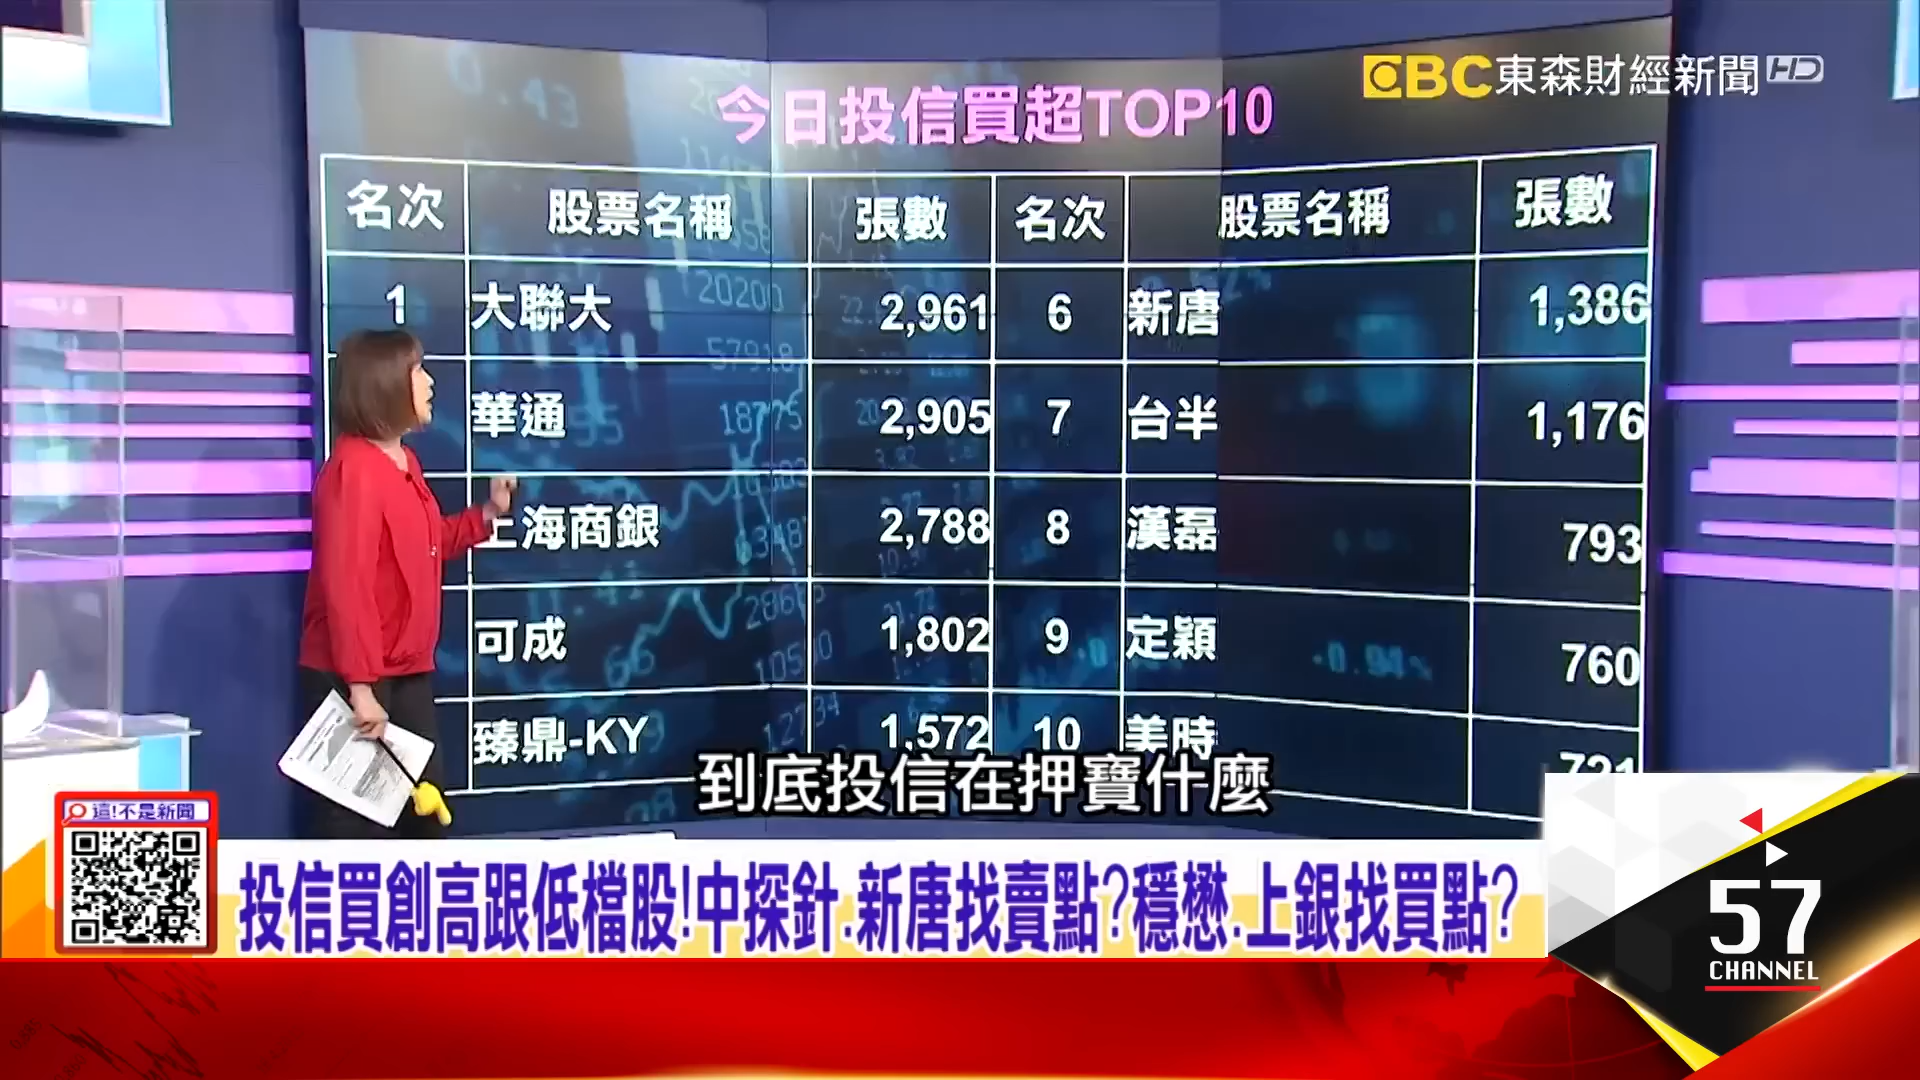 EBC東森財經新聞HD
今日投信買超TOP10
名次 股票名稱 張數 名次 股票名稱 張數
1 大聯大 2,961 6 新唐 1,386
華通 2,905 7 台半 1,176
上海商銀 2,788 8 漢磊 793
可成 1,802 9 定穎 760
臻鼎-KY 1,572 10 美時 721
到底投信在押寶什麼
這!不是新聞
投信買創高跟低檔股!中探針.新唐找賣點?穩懋.上銀找買點?
57
CHANNEL